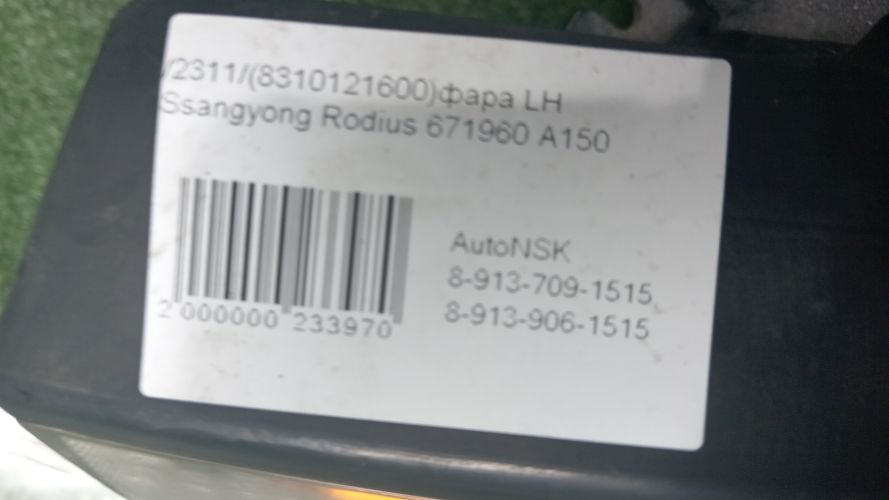 /2311/(8310121600)фара LH
Ssangyong Rodius 671960 A150
AutoNSK
8-913-709-1515,
8-913-906-1515
2 000000 233970